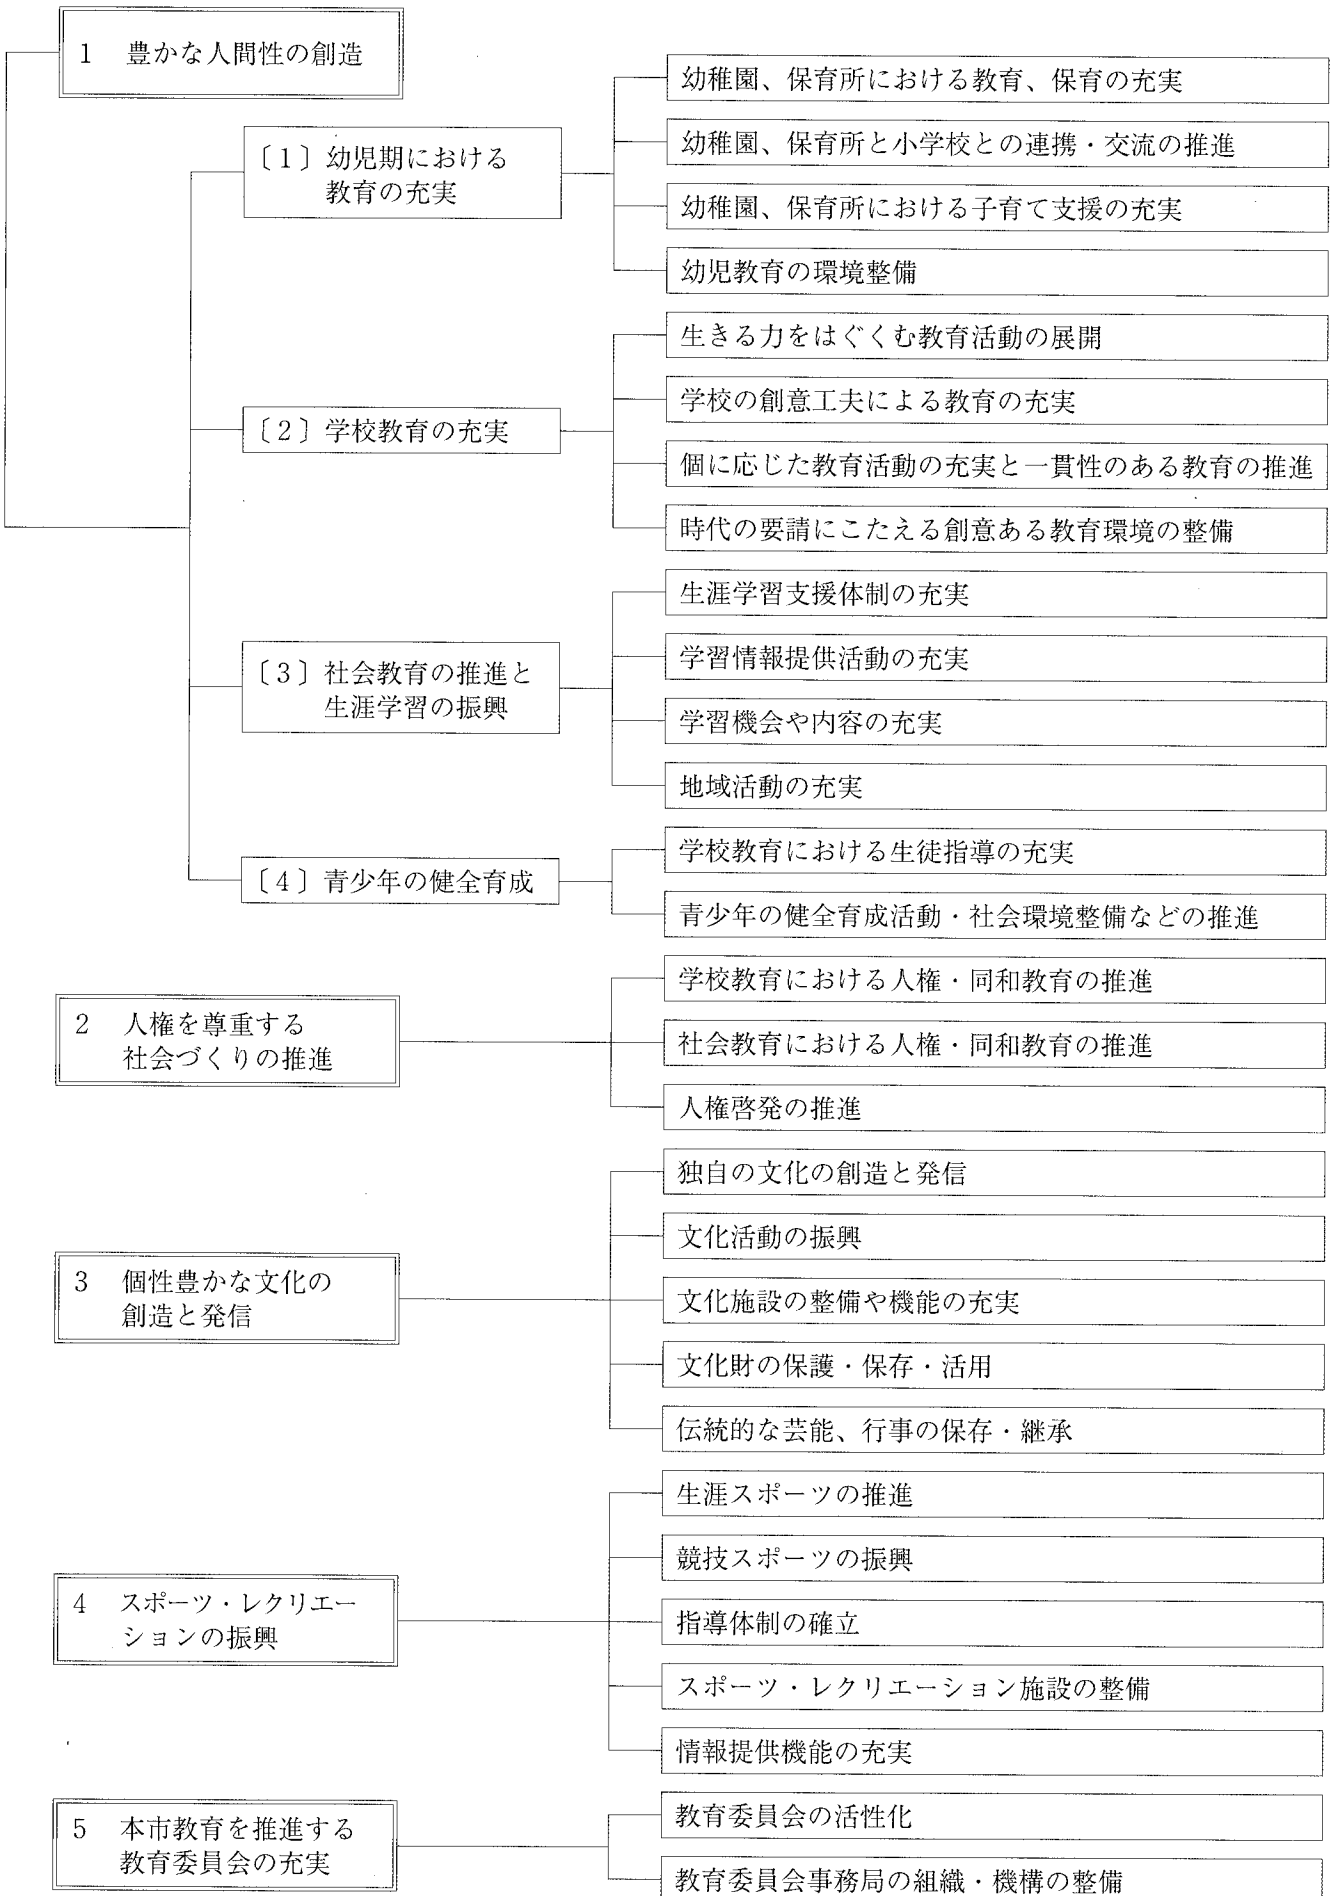 1 豊かな人間性の創造
〔1〕幼児期における
教育の充実
幼稚園、保育所における教育、保育の充実
幼稚園、保育所と小学校との連携・交流の推進
幼稚園、保育所における子育て支援の充実
幼児教育の環境整備
〔2〕学校教育の充実
生きる力をはぐくむ教育活動の展開
学校の創意工夫による教育の充実
個に応じた教育活動の充実と一貫性のある教育の推進
時代の要請にこたえる創意ある教育環境の整備
〔3〕社会教育の推進と
生涯学習の振興
生涯学習支援体制の充実
学習情報提供活動の充実
学習機会や内容の充実
地域活動の充実
〔4〕青少年の健全育成
学校教育における生徒指導の充実
青少年の健全育成活動・社会環境整備などの推進
2 人権を尊重する
社会づくりの推進
学校教育における人権・同和教育の推進
社会教育における人権・同和教育の推進
人権啓発の推進
3 個性豊かな文化の
創造と発信
独自の文化の創造と発信
文化活動の振興
文化施設の整備や機能の充実
文化財の保護・保存・活用
伝統的な芸能、行事の保存・継承
4 スポーツ・レクリエー
ションの振興
生涯スポーツの推進
競技スポーツの振興
指導体制の確立
スポーツ・レクリエーション施設の整備
情報提供機能の充実
5 本市教育を推進する
教育委員会の充実
教育委員会の活性化
教育委員会事務局の組織・機構の整備